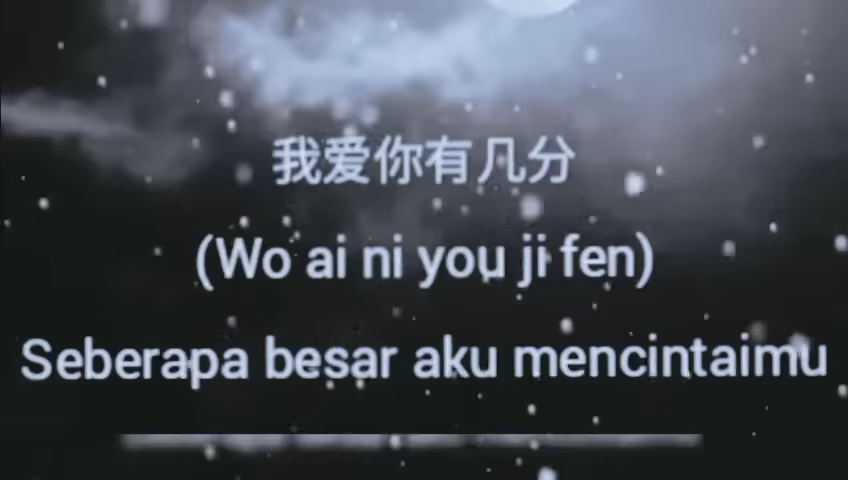 我爱你有几分
(Wo ai ni you ji fen)
Seberapa besar aku mencintaimu